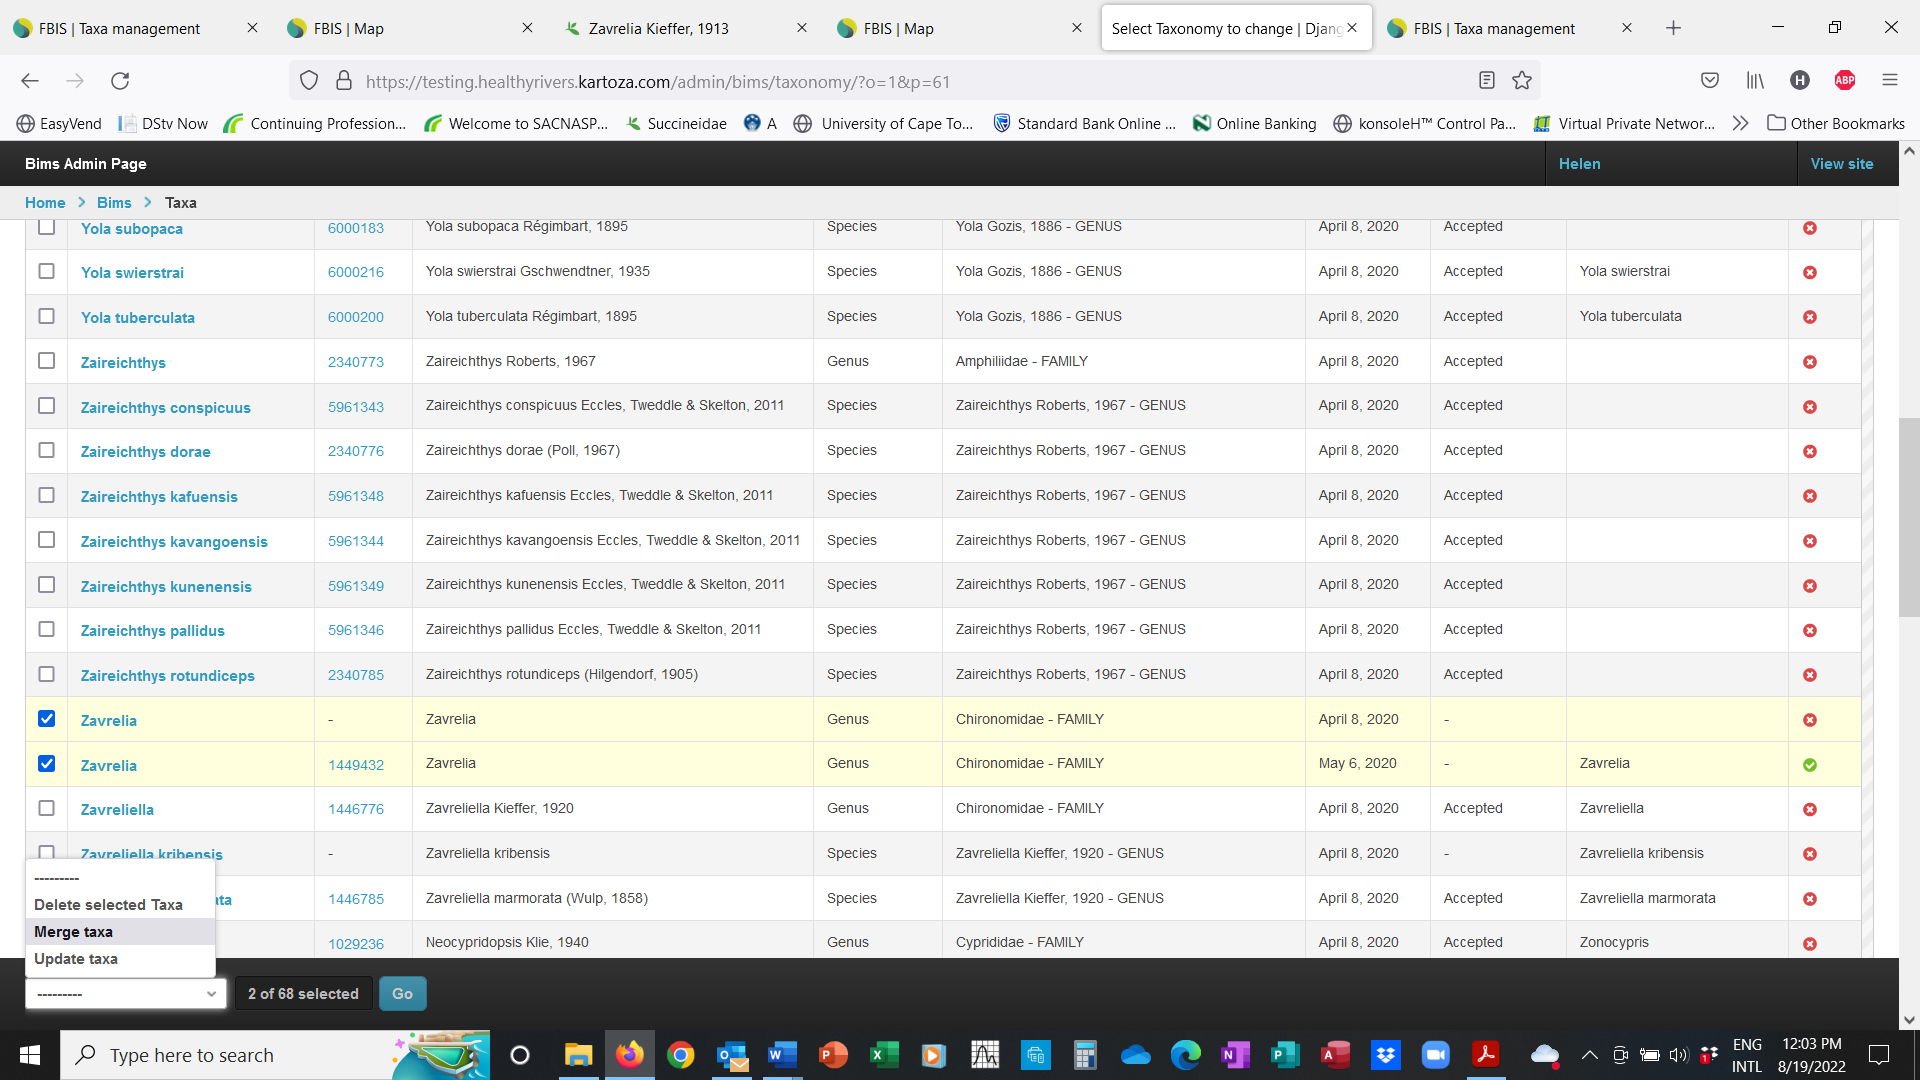 FBIS | Taxa management
FBIS | Map
Zavrelia Kieffer, 1913
FBIS | Map
Select Taxonomy to change | Djang
FBIS | Taxa management
https://testing.healthyrivers.kartoza.com/admin/bims/taxonomy/?o=1&p=61
H
ABP
EasyVend
DStv Now
Continuing Profession...
Welcome to SACNASP...
Succineidae
A
University of Cape To...
Standard Bank Online ...
Online Banking
konsoleH™ Control Pa...
Virtual Private Networ...
Other Bookmarks
Bims Admin Page
Helen
View site
Home > Bims > Taxa
Yola subopaca 6000183 Yola subopaca Régimbart, 1895 Species Yola Gozis, 1886 - GENUS April 8, 2020 Accepted
Yola swierstrai 6000216 Yola swierstrai Gschwendtner, 1935 Species Yola Gozis, 1886 - GENUS April 8, 2020 Accepted Yola swierstrai
Yola tuberculata 6000200 Yola tuberculata Régimbart, 1895 Species Yola Gozis, 1886 - GENUS April 8, 2020 Accepted Yola tuberculata
Zaireichthys 2340773 Zaireichthys Roberts, 1967 Genus Amphiliidae - FAMILY April 8, 2020 Accepted
Zaireichthys conspicuus 5961343 Zaireichthys conspicuus Eccles, Tweddle & Skelton, 2011 Species Zaireichthys Roberts, 1967 - GENUS April 8, 2020 Accepted
Zaireichthys dorae 2340776 Zaireichthys dorae (Poll, 1967) Species Zaireichthys Roberts, 1967 - GENUS April 8, 2020 Accepted
Zaireichthys kafuensis 5961348 Zaireichthys kafuensis Eccles, Tweddle & Skelton, 2011 Species Zaireichthys Roberts, 1967 - GENUS April 8, 2020 Accepted
Zaireichthys kavangoensis 5961344 Zaireichthys kavangoensis Eccles, Tweddle & Skelton, 2011 Species Zaireichthys Roberts, 1967 - GENUS April 8, 2020 Accepted
Zaireichthys kunenensis 5961349 Zaireichthys kunenensis Eccles, Tweddle & Skelton, 2011 Species Zaireichthys Roberts, 1967 - GENUS April 8, 2020 Accepted
Zaireichthys pallidus 5961346 Zaireichthys pallidus Eccles, Tweddle & Skelton, 2011 Species Zaireichthys Roberts, 1967 - GENUS April 8, 2020 Accepted
Zaireichthys rotundiceps 2340785 Zaireichthys rotundiceps (Hilgendorf, 1905) Species Zaireichthys Roberts, 1967 - GENUS April 8, 2020 Accepted
Zavrelia - Zavrelia Genus Chironomidae - FAMILY April 8, 2020 -
Zavrelia 1449432 Zavrelia Genus Chironomidae - FAMILY May 6, 2020 - Zavrelia
Zavreliella 1446776 Zavreliella Kieffer, 1920 Genus Chironomidae - FAMILY April 8, 2020 Accepted Zavreliella
Zavreliella kribensis - Zavreliella kribensis Species Zavreliella Kieffer, 1920 - GENUS April 8, 2020 - Zavreliella kribensis
ata 1446785 Zavreliella marmorata (Wulp, 1858) Species Zavreliella Kieffer, 1920 - GENUS April 8, 2020 Accepted Zavreliella marmorata
1029236 Neocypridopsis Klie, 1940 Genus Cyprididae - FAMILY April 8, 2020 Accepted Zonocypris
---------
Delete selected Taxa
Merge taxa
Update taxa
---------
2 of 68 selected
Go
Type here to search
ENG
INTL
12:03 PM
8/19/2022